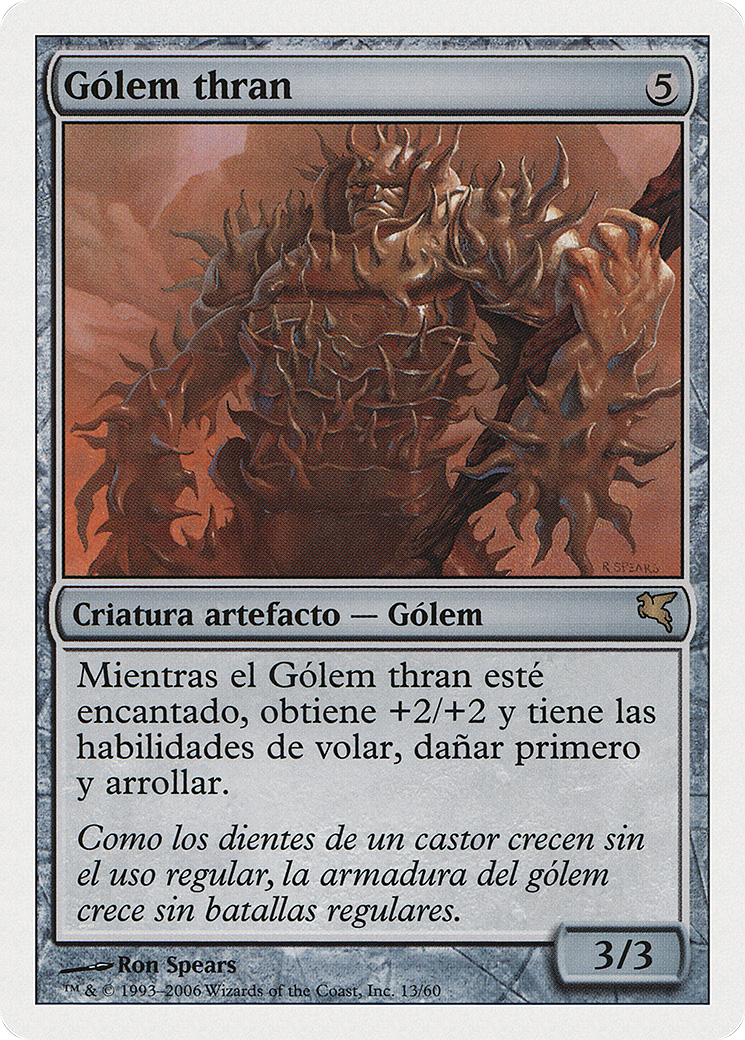 Gólem thran
5
R. SPEARS
Criatura artefacto — Gólem
Mientras el Gólem thran esté
encantado, obtiene +2/+2 y tiene las
habilidades de volar, dañar primero
y arrollar.
Como los dientes de un castor crecen sin
el uso regular, la armadura del gólem
crece sin batallas regulares.
3/3
Ron Spears
™ & © 1993–2006 Wizards of the Coast, Inc. 13/60